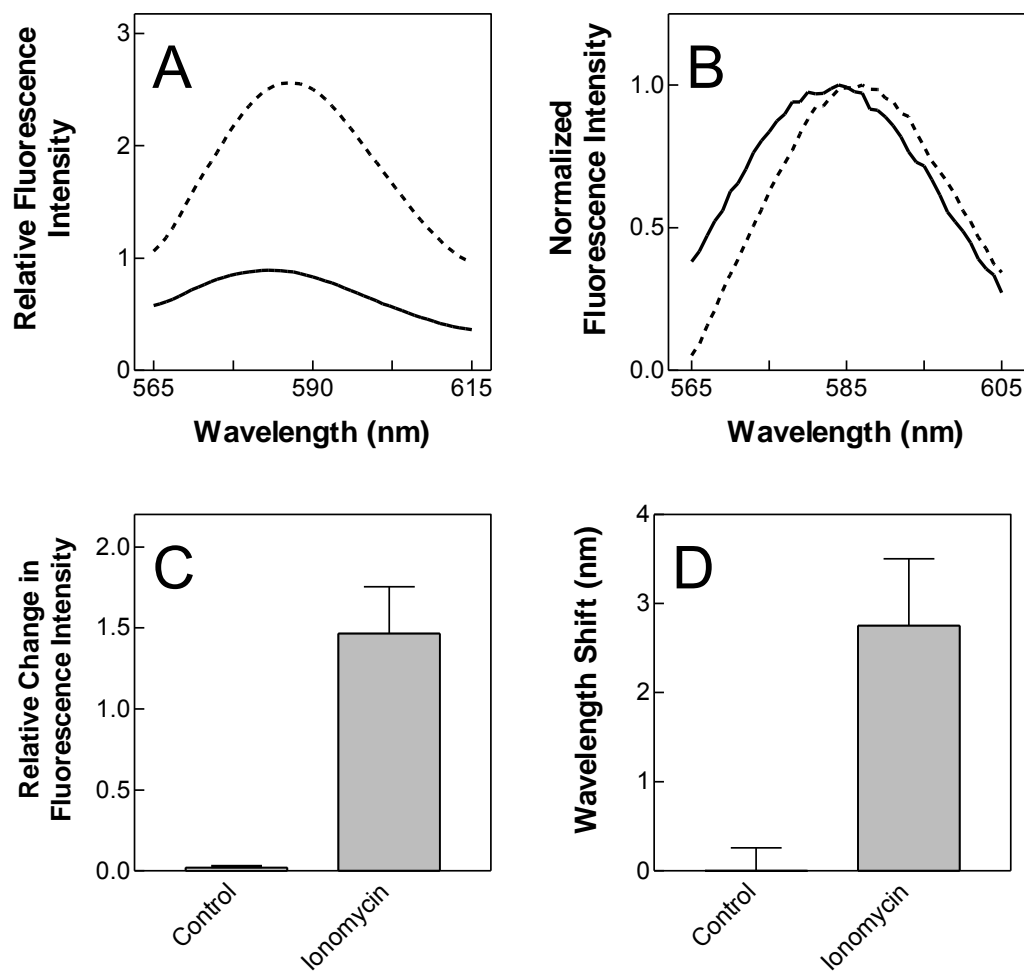 A
Relative Fluorescence
Intensity
3
2
1
0
565
590
615
Wavelength (nm)
B
Normalized
Fluorescence Intensity
1.0
0.5
0.0
565
585
605
Wavelength (nm)
C
Relative Change in
Fluorescence Intensity
2.0
1.5
1.0
0.5
0.0
Control
Ionomycin
D
Wavelength Shift (nm)
4
3
2
1
0
Control
Ionomycin